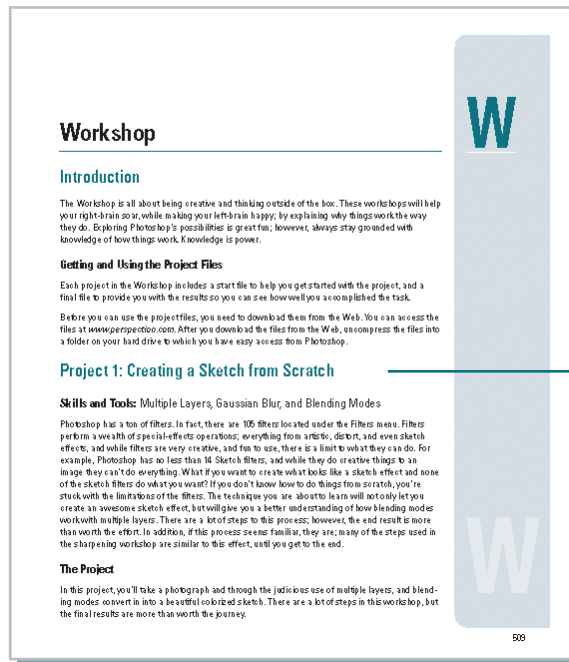 W
Workshop
Introduction
The Workshop is all about being creative and thinking outside of the box. These workshops will help
your right-brain soar, while making your left-brain happy; by explaining why things work the way
they do. Exploring Photoshop's possibilities is great fun; however, always stay grounded with
knowledge of how things work. Knowledge is power.
Getting and Using the Project Files
Each project in the Workshop includes a start file to help you get started with the project, and a
final file to provide you with the results so you can see how well you accomplished the task.
Before you can use the project files, you need to download them from the Web. You can access the
files at www.perspection.com. After you download the files from the Web, uncompress the files into
a folder on your hard drive to which you have easy access from Photoshop.
Project 1: Creating a Sketch from Scratch
Skills and Tools: Multiple Layers, Gaussian Blur, and Blending Modes
Photoshop has a ton of filters. In fact, there are 105 filters located under the Filters menu. Filters
perform a wealth of special-effects operations; everything from artistic, distort, and even sketch
effects, and while filters are very creative, and fun to use, there is a limit to what they can do. For
example, Photoshop has no less than 14 Sketch filters, and while they do creative things to an
image they can't do everything. What if you want to create what looks like a sketch effect and none
of the sketch filters do what you want? If you don't know how to do things from scratch, you're
stuck with the limitations of the filters. The technique you are about to learn will not only let you
create an awesome sketch effect, but will give you a better understanding of how blending modes
work with multiple layers. There are a lot of steps to this process; however, the end result is more
than worth the effort. In addition, if this process seems familiar, they are; many of the steps used in
the sharpening workshop are similar to this effect, until you get to the end.
The Project
In this project, you'll take a photograph and through the judicious use of multiple layers, and blend-
ing modes convert in into a beautiful colorized sketch. There are a lot of steps in this workshop, but
the final results are more than worth the journey.
W
509